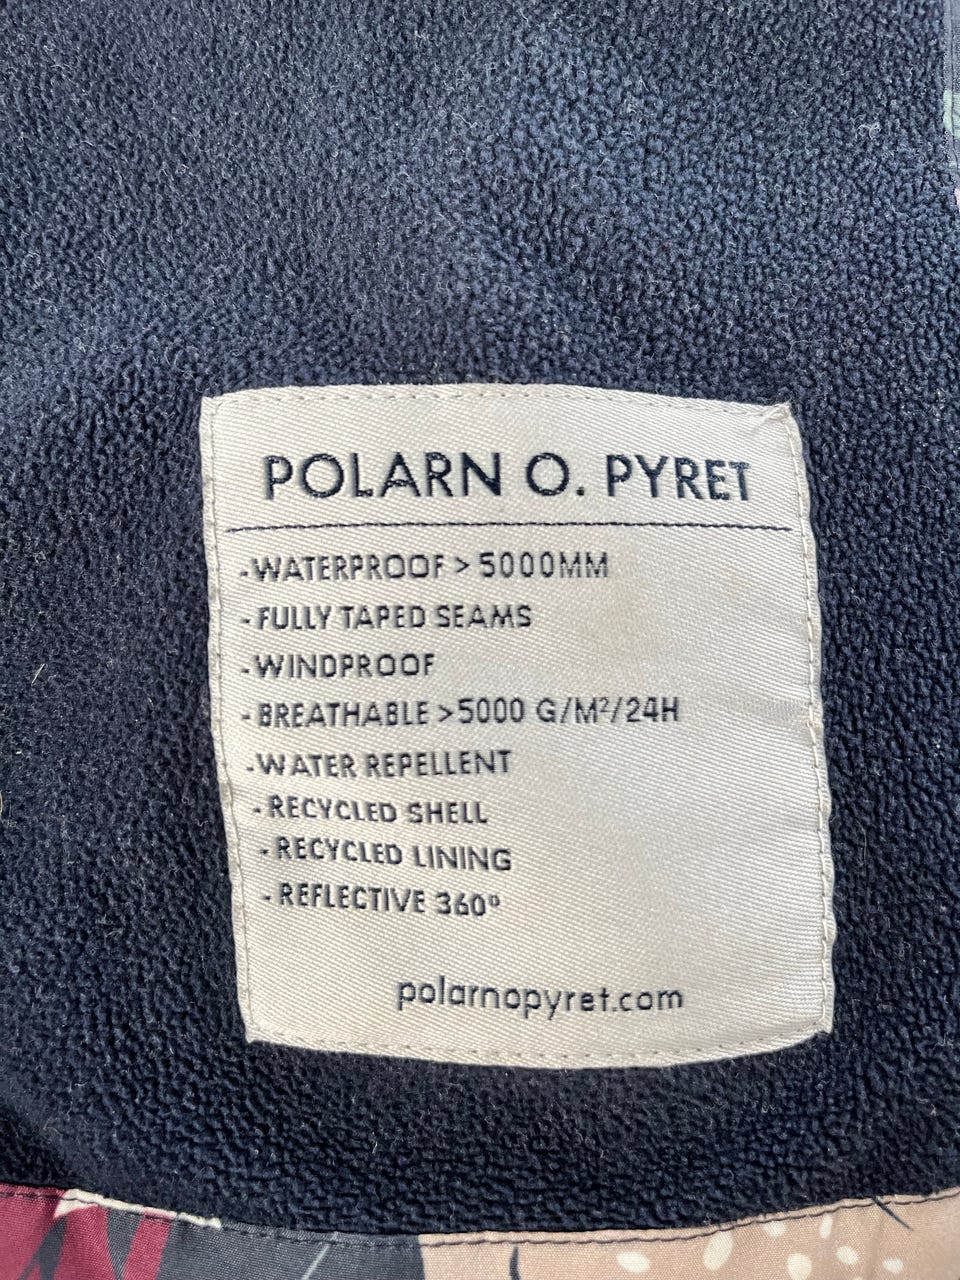 POLARN O. PYRET
-WATERPROOF > 5000MM
-FULLY TAPED SEAMS
-WINDPROOF
-BREATHABLE >5000 G/M²/24H
-WATER REPELLENT
-RECYCLED SHELL
-RECYCLED LINING
-REFLECTIVE 360°
polarnopyret.com